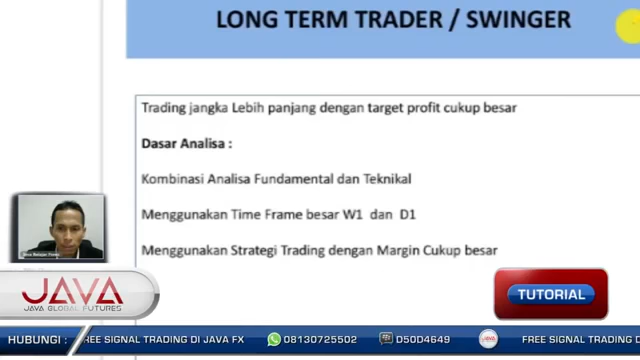 LONG TERM TRADER / SWINGER
Trading jangka Lebih panjang dengan target profit cukup besar
Dasar Analisa :
Kombinasi Analisa Fundamental dan Teknikal
Menggunakan Time Frame besar W1 dan D1
Menggunakan Strategi Trading dengan Margin Cukup besar
JAVA
JAVA GLOBAL FUTURES
TUTORIAL
HUBUNGI :
FREE SIGNAL TRADING DI JAVA FX
08130725502
D50D4649
FREE SIGNAL TRADING D